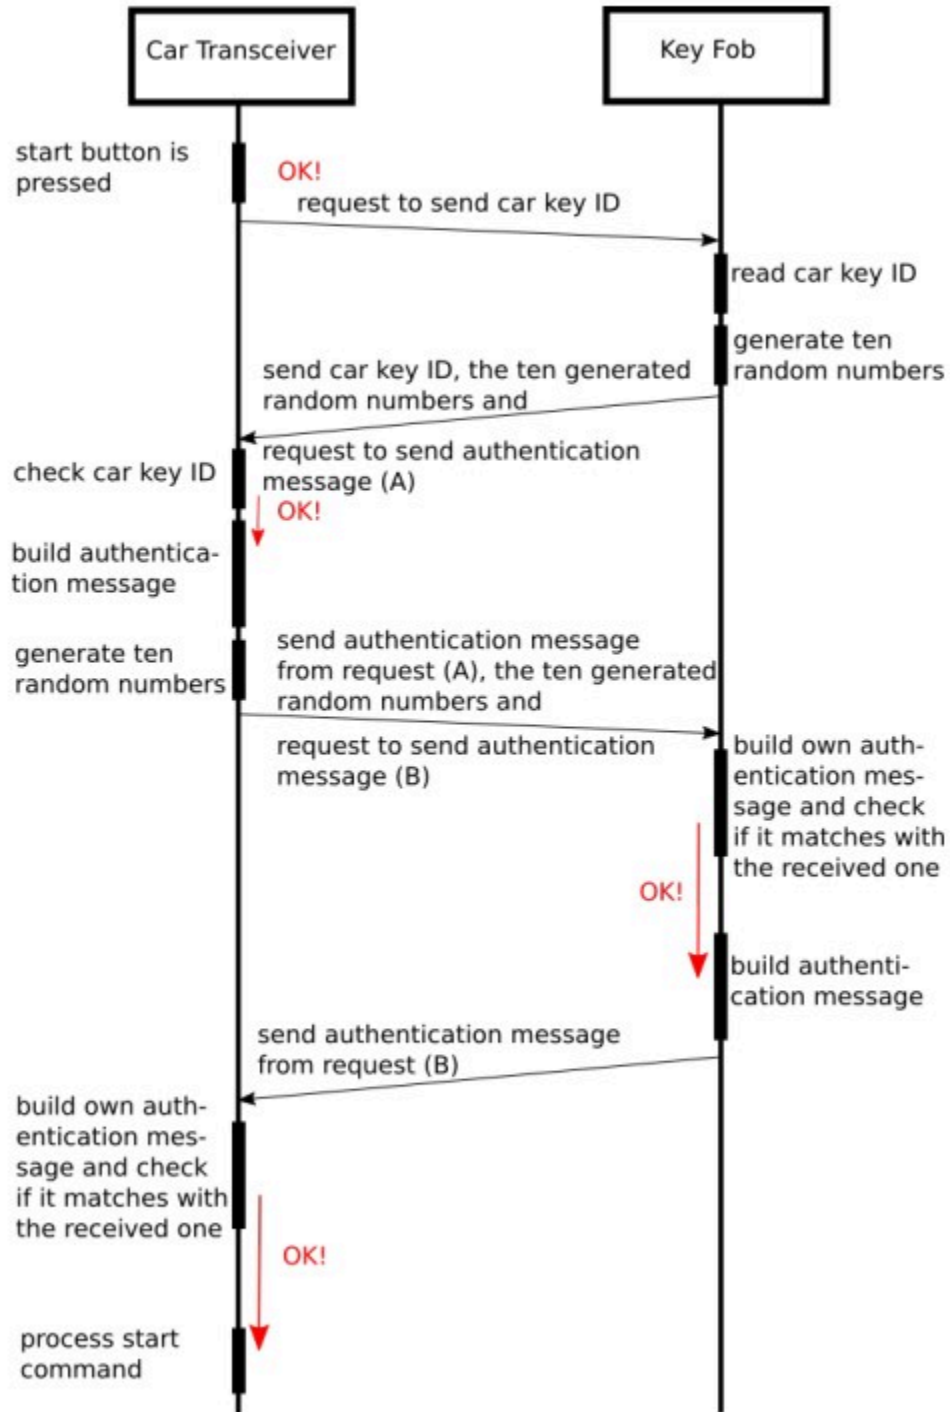 Car Transceiver
Key Fob
start button is
pressed
OK!
request to send car key ID
read car key ID
generate ten
random numbers
send car key ID, the ten generated
random numbers and
request to send authentication
message (A)
check car key ID
OK!
build authentica-
tion message
generate ten
random numbers
send authentication message
from request (A), the ten generated
random numbers and
request to send authentication
message (B)
build own auth-
entication mes-
sage and check
if it matches with
the received one
OK!
build authenti-
cation message
send authentication message
from request (B)
build own auth-
entication mes-
sage and check
if it matches with
the received one
OK!
process start
command